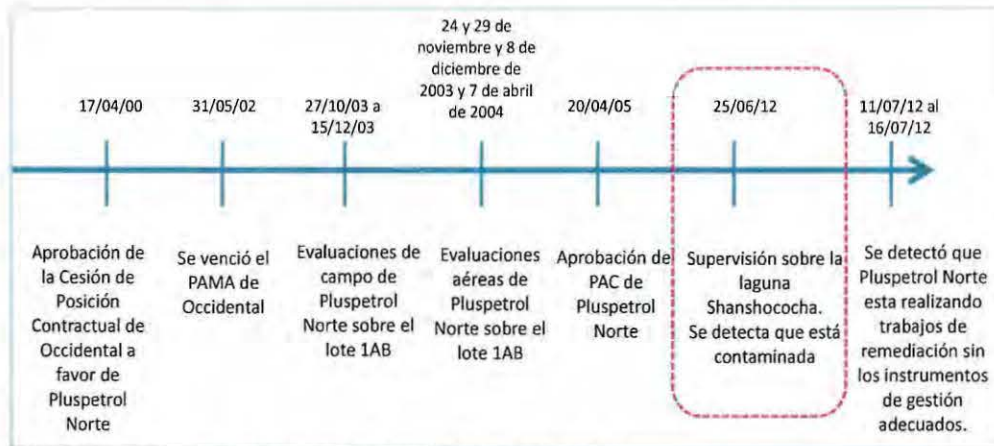 17/04/00
Aprobación de
la Cesión de
Posición
Contractual de
Occidental a
favor de
Pluspetrol
Norte
31/05/02
Se venció el
PAMA de
Occidental
27/10/03 a
15/12/03
Evaluaciones de
campo de
Pluspetrol
Norte sobre el
lote 1AB
24 y 29 de
noviembre y 8 de
diciembre de
2003 y 7 de abril
de 2004
Evaluaciones
aéreas de
Pluspetrol
Norte sobre el
lote 1AB
20/04/05
Aprobación de
PAC de
Pluspetrol
Norte
25/06/12
Supervisión sobre la
laguna
Shanshococha.
Se detecta que está
contaminada
11/07/12 al
16/07/12
Se detectó que
Pluspetrol Norte
esta realizando
trabajos de
remediación sin
los instrumentos
de gestión
adecuados.